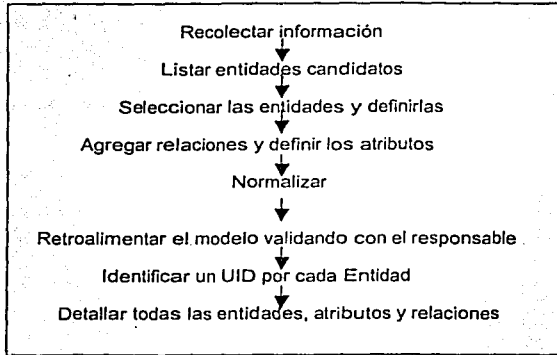 Recolectar información
Listar entidades candidatos
Seleccionar las entidades y definirlas
Agregar relaciones y definir los atributos
Normalizar
Retroalimentar el modelo validando con el responsable
Identificar un UID por cada Entidad
Detallar todas las entidades, atributos y relaciones